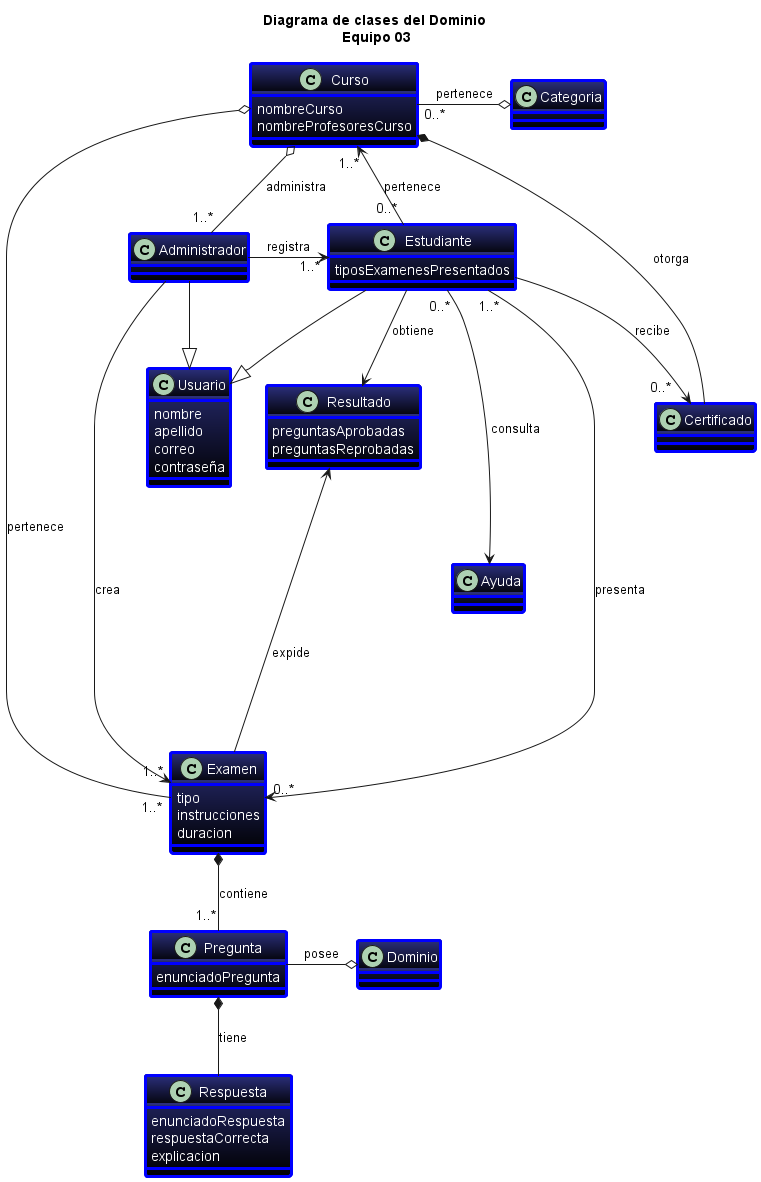 Diagrama de clases del Dominio
Equipo 03
C Curso
nombreCurso
nombreProfesoresCurso
pertenece
0..*
C Categoria
administra
1..*
1..*
pertenece
0..*
C Administrador
registra
1..*
C Estudiante
tiposExamenesPresentados
otorga
0..*
1..*
obtiene
recibe
0..*
C Usuario
nombre
apellido
correo
contraseña
C Resultado
preguntasAprobadas
preguntasReprobadas
C Certificado
consulta
pertenece
crea
C Ayuda
presenta
expide
1..*
1..*
C Examen
tipo
instrucciones
duracion
0..*
contiene
1..*
C Pregunta
enunciadoPregunta
posee
C Dominio
tiene
C Respuesta
enunciadoRespuesta
respuestaCorrecta
explicacion